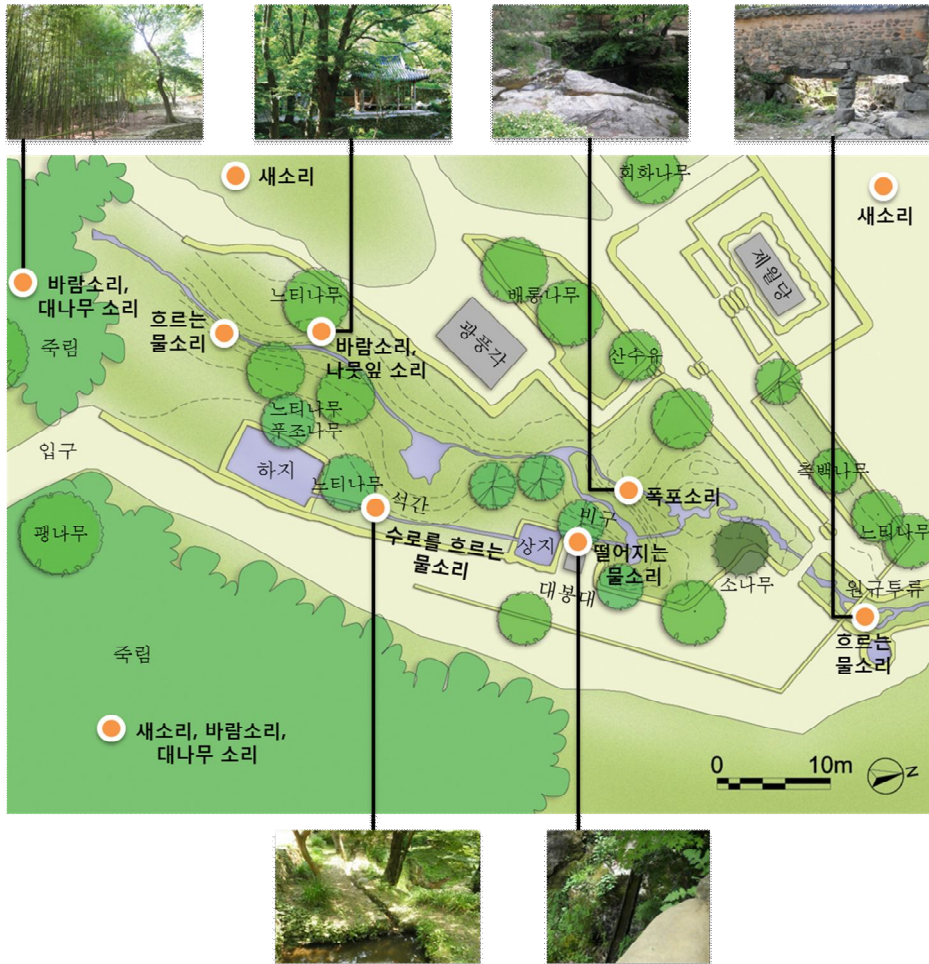 새소리
새소리
회화나무
제월당
바람소리,
대나무 소리
죽림
흐르는
물소리
느티나무
바람소리,
나뭇잎 소리
배롱나무
광풍각
산수유
느티나무
푸조나무
입구
하지
느티나무
석간
수로를 흐르는
물소리
폭포소리
비구
상지
떨어지는
물소리
대봉대
측백나무
느티나무
소나무
원규투류
흐르는
물소리
팽나무
죽림
새소리, 바람소리,
대나무 소리
0 10m
N